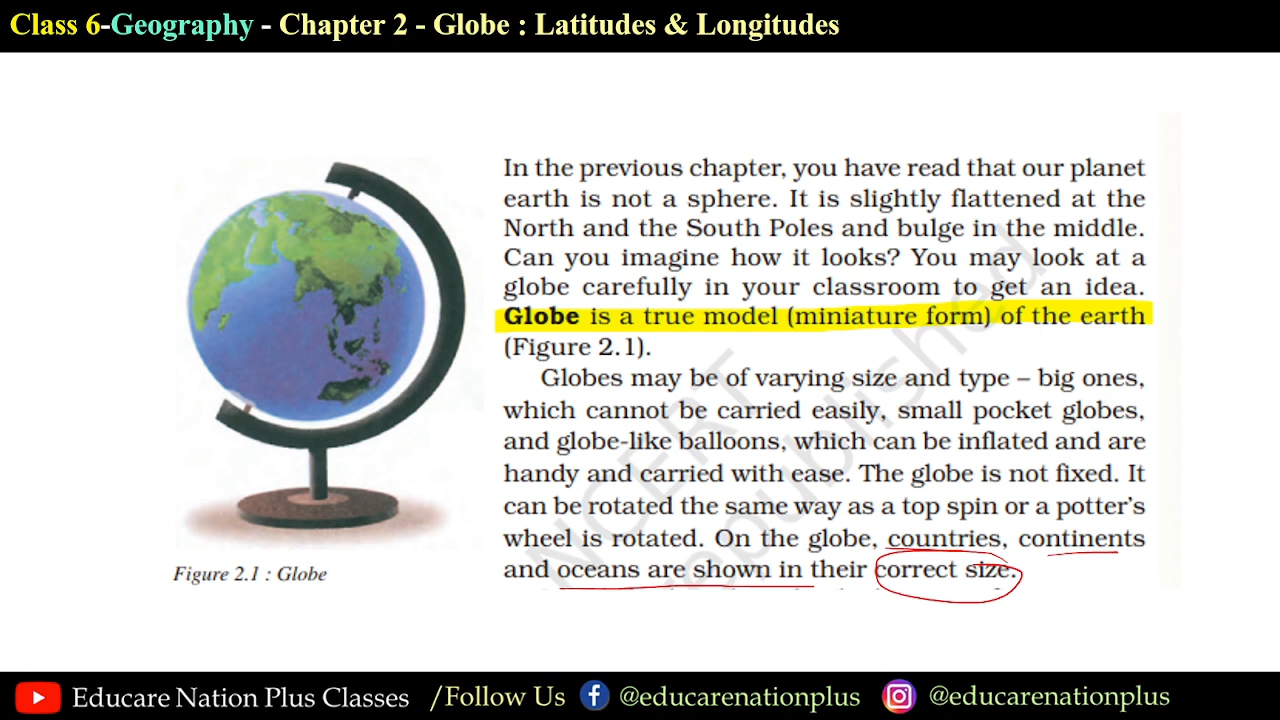 Class 6-Geography - Chapter 2 - Globe : Latitudes & Longitudes
In the previous chapter, you have read that our planet
earth is not a sphere. It is slightly flattened at the
North and the South Poles and bulge in the middle.
Can you imagine how it looks? You may look at a
globe carefully in your classroom to get an idea.
Globe is a true model (miniature form) of the earth
(Figure 2.1).
Globes may be of varying size and type – big ones,
which cannot be carried easily, small pocket globes,
and globe-like balloons, which can be inflated and are
handy and carried with ease. The globe is not fixed. It
can be rotated the same way as a top spin or a potter's
wheel is rotated. On the globe, countries, continents
and oceans are shown in their correct size.
Figure 2.1 : Globe
NCERT
republished
Educare Nation Plus Classes /Follow Us @educarenationplus @educarenationplus